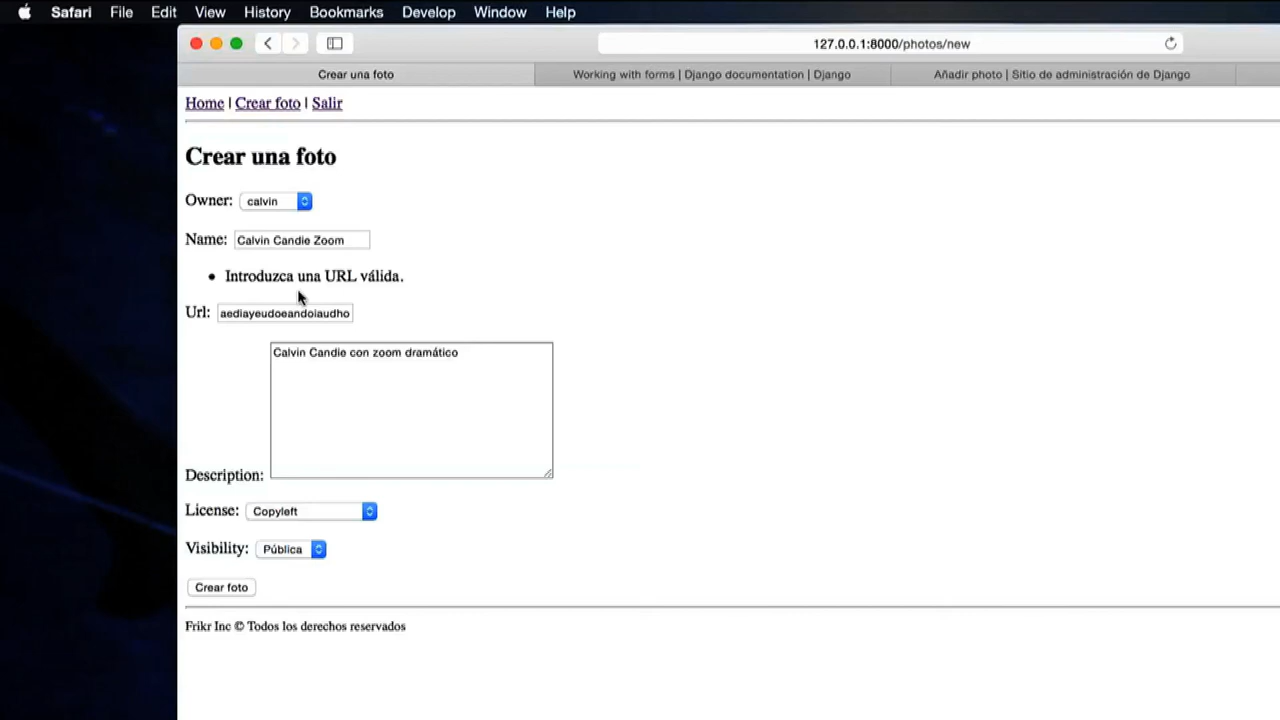 Safari File Edit View History Bookmarks Develop Window Help
127.0.0.1:8000/photos/new
Crear una foto Working with forms | Django documentation | Django Añadir photo | Sitio de administración de Django
Home | Crear foto | Salir
Crear una foto
Owner: calvin
Name: Calvin Candie Zoom
• Introduzca una URL válida.
Url: aediayeudoeandoiaudho
Calvin Candie con zoom dramático
Description:
License: Copyleft
Visibility: Pública
Crear foto
Frikr Inc © Todos los derechos reservados